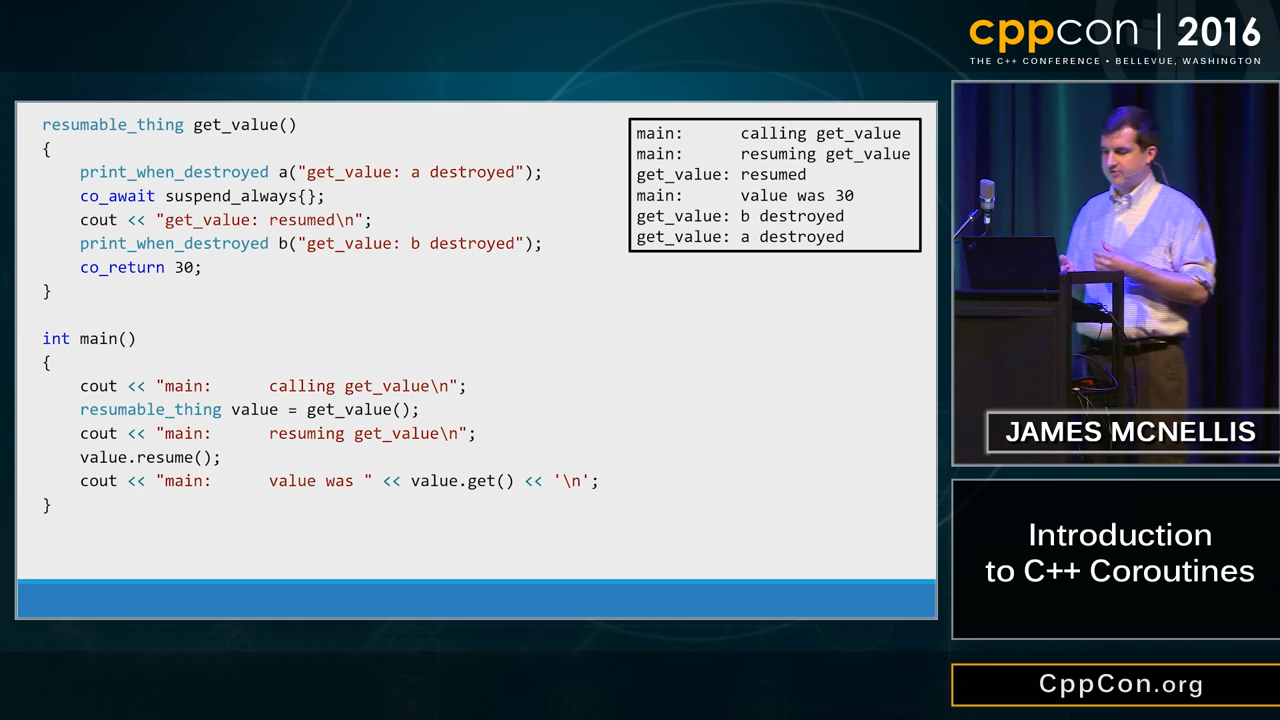 cppcon | 2016
THE C++ CONFERENCE • BELLEVUE, WASHINGTON
resumable_thing get_value()
{
    print_when_destroyed a("get_value: a destroyed");
    co_await suspend_always{};
    cout << "get_value: resumed\n";
    print_when_destroyed b("get_value: b destroyed");
    co_return 30;
}
int main()
{
    cout << "main:      calling get_value\n";
    resumable_thing value = get_value();
    cout << "main:      resuming get_value\n";
    value.resume();
    cout << "main:      value was " << value.get() << '\n';
}
main:      calling get_value
main:      resuming get_value
get_value: resumed
main:      value was 30
get_value: b destroyed
get_value: a destroyed
JAMES MCNELLIS
Introduction
to C++ Coroutines
CppCon.org